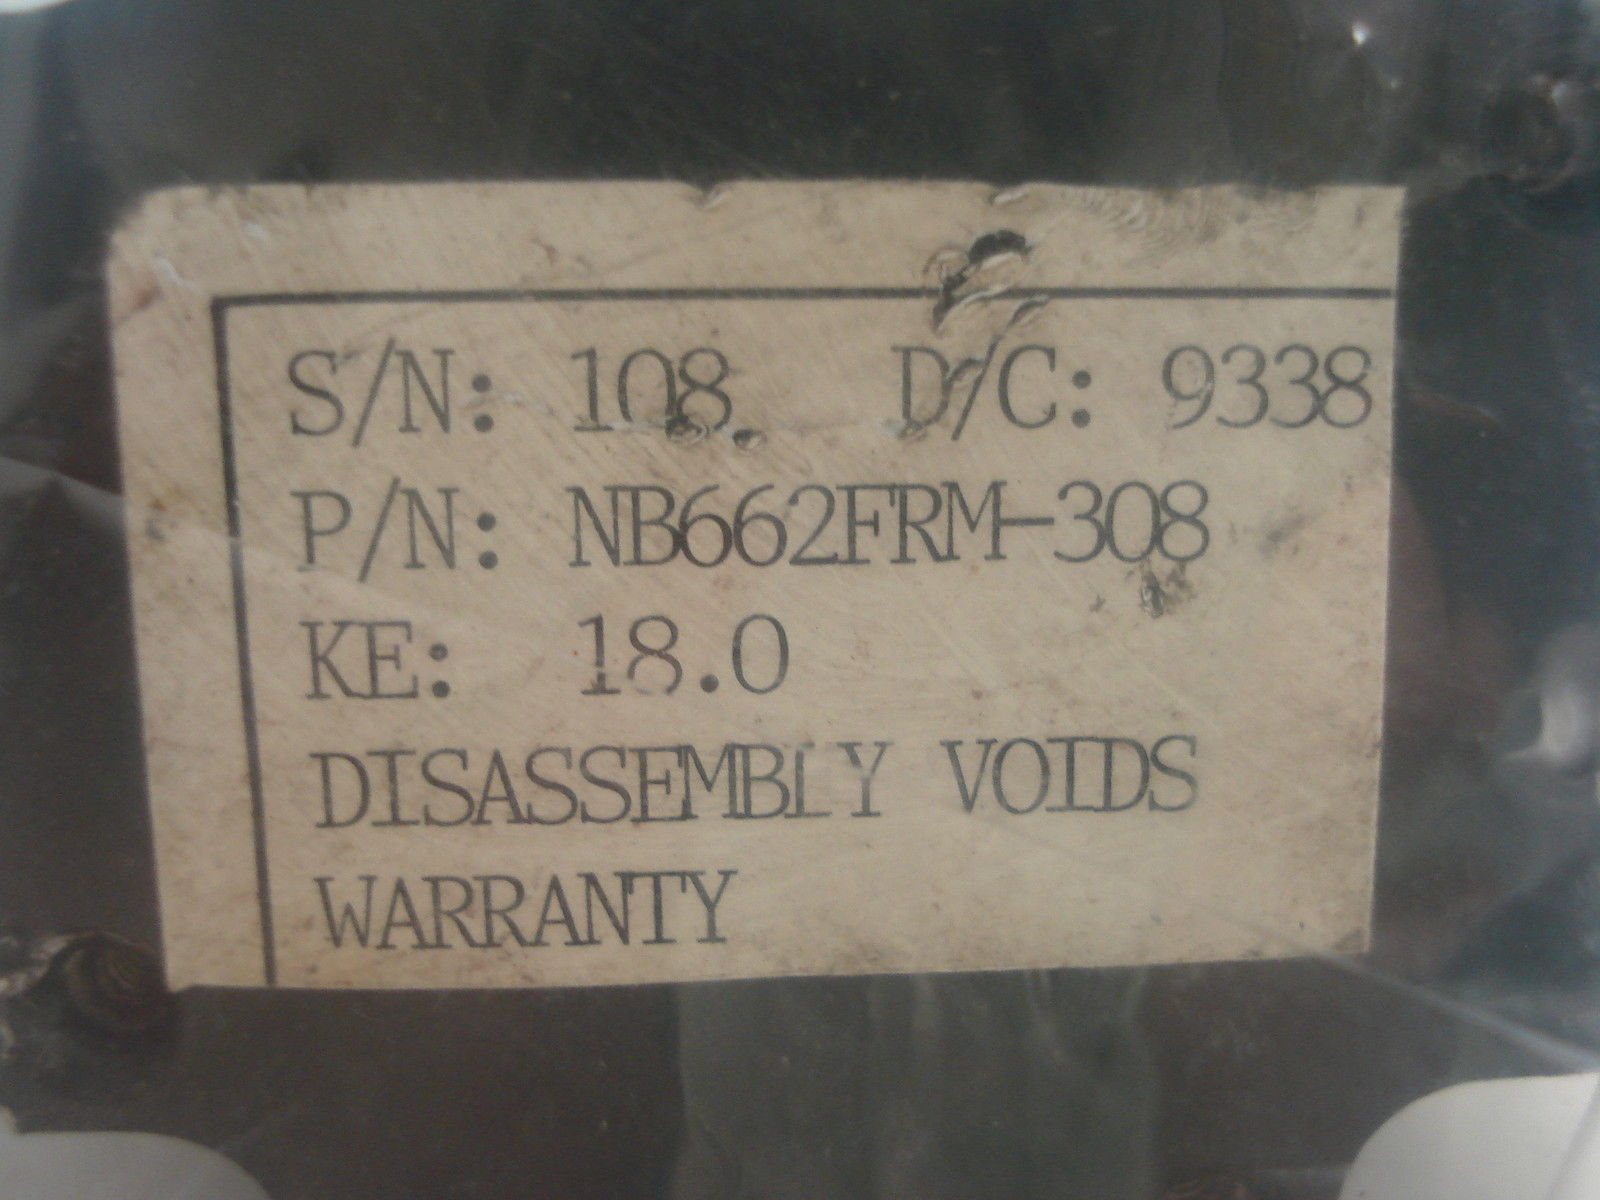 S/N: 108 D/C: 9338
P/N: NB662FRM-308
KE: 18.0
DISASSEMBLY VOIDS
WARRANTY